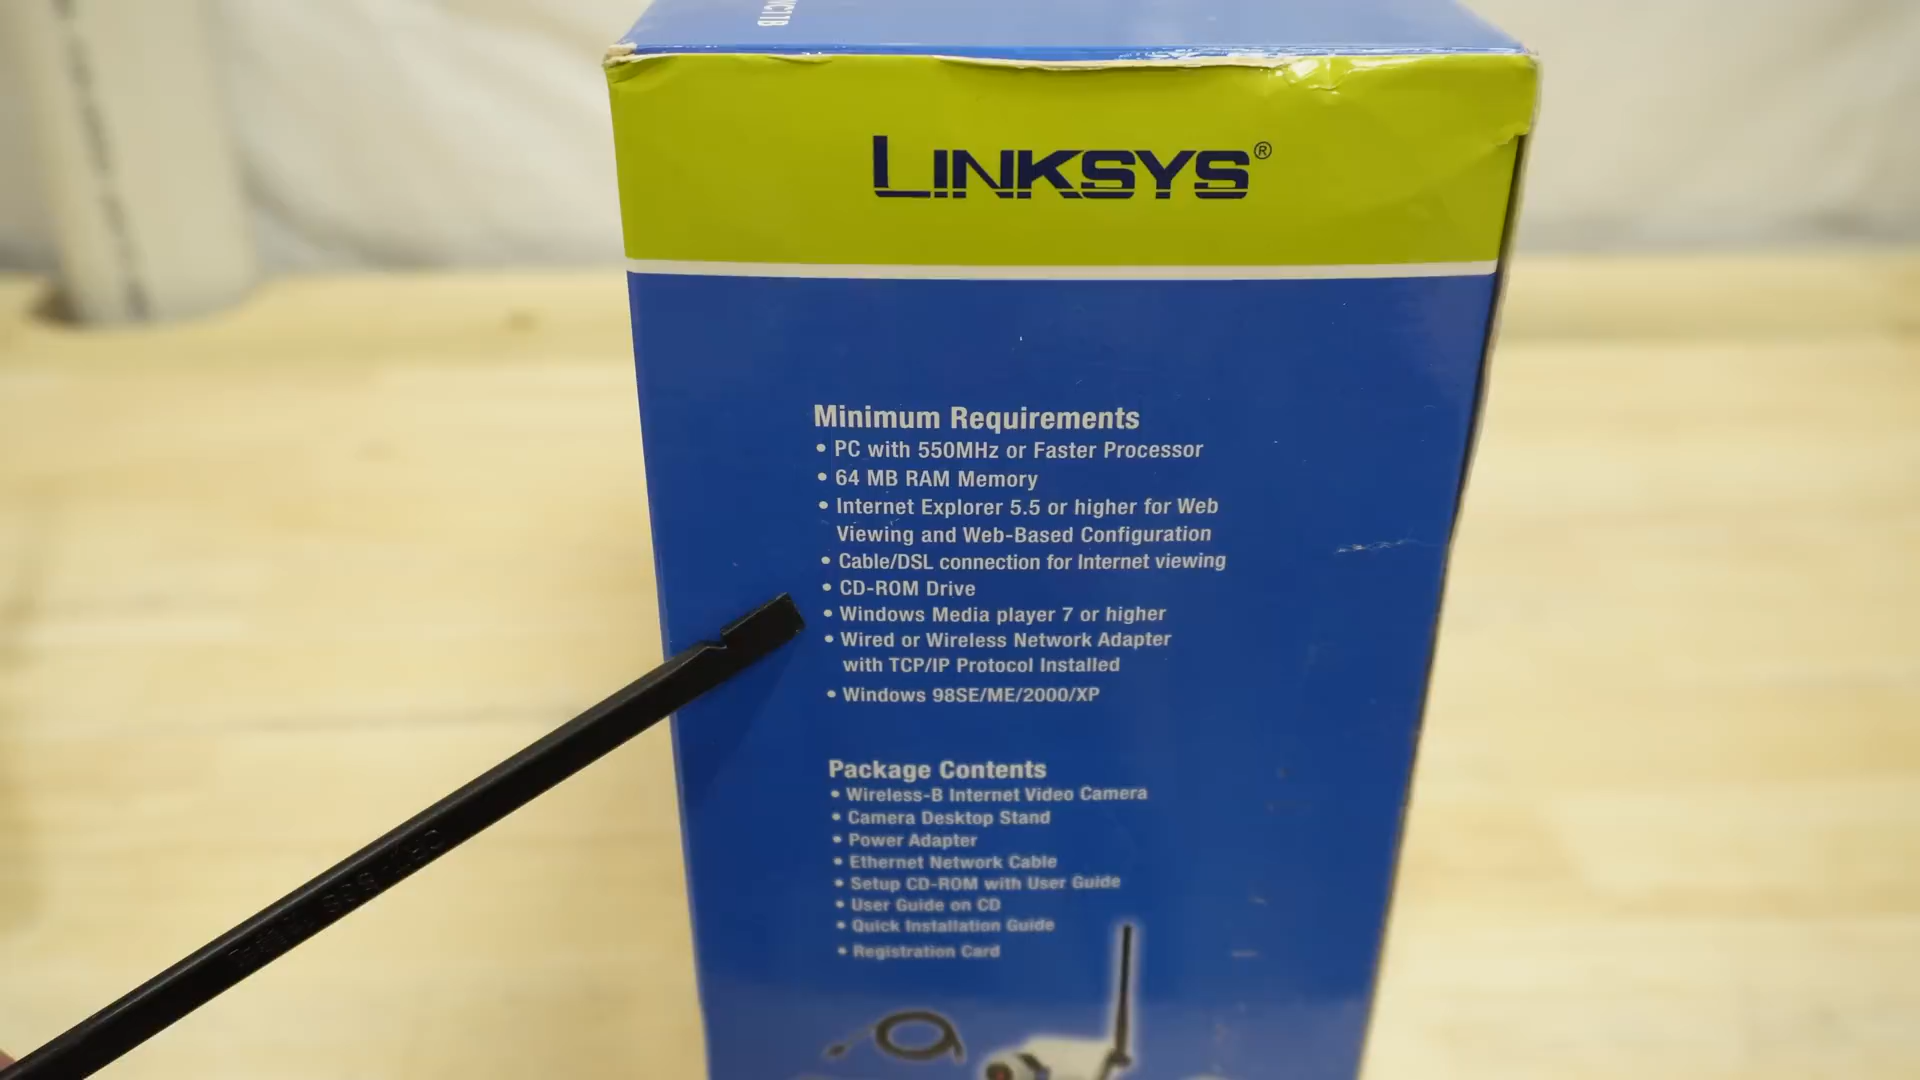 LINKSYS®
Minimum Requirements
• PC with 550MHz or Faster Processor
• 64 MB RAM Memory
• Internet Explorer 5.5 or higher for Web
Viewing and Web-Based Configuration
• Cable/DSL connection for Internet viewing
• CD-ROM Drive
• Windows Media player 7 or higher
• Wired or Wireless Network Adapter
with TCP/IP Protocol Installed
• Windows 98SE/ME/2000/XP
Package Contents
• Wireless-B Internet Video Camera
• Camera Desktop Stand
• Power Adapter
• Ethernet Network Cable
• Setup CD-ROM with User Guide
• User Guide on CD
• Quick Installation Guide
• Registration Card